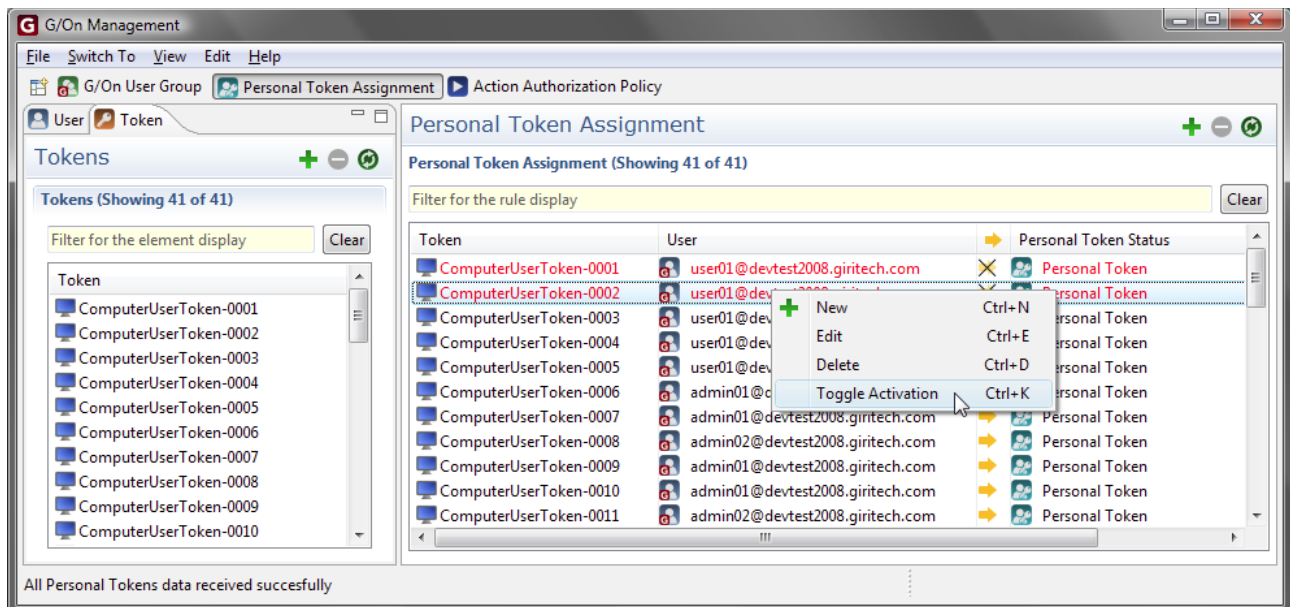 G/On Management
File Switch To View Edit Help
G/On User Group Personal Token Assignment Action Authorization Policy
User Token
Tokens
Tokens (Showing 41 of 41)
Filter for the element display Clear
Token
ComputerUserToken-0001
ComputerUserToken-0002
ComputerUserToken-0003
ComputerUserToken-0004
ComputerUserToken-0005
ComputerUserToken-0006
ComputerUserToken-0007
ComputerUserToken-0008
ComputerUserToken-0009
ComputerUserToken-0010
Personal Token Assignment
Personal Token Assignment (Showing 41 of 41)
Filter for the rule display Clear
Token User Personal Token Status
ComputerUserToken-0001 user01@devtest2008.giritech.com Personal Token
ComputerUserToken-0002 Personal Token
ComputerUserToken-0003 user01@dev ersonal Token
ComputerUserToken-0004 user01@dev ersonal Token
ComputerUserToken-0005 user01@dev ersonal Token
ComputerUserToken-0006 admin01@d ersonal Token
ComputerUserToken-0007 admin01@devtest2008.giritech.com Personal Token
ComputerUserToken-0008 admin02@devtest2008.giritech.com Personal Token
ComputerUserToken-0009 admin01@devtest2008.giritech.com Personal Token
ComputerUserToken-0010 admin01@devtest2008.giritech.com Personal Token
ComputerUserToken-0011 admin02@devtest2008.giritech.com Personal Token
New Ctrl+N
Edit Ctrl+E
Delete Ctrl+D
Toggle Activation Ctrl+K
All Personal Tokens data received succesfully